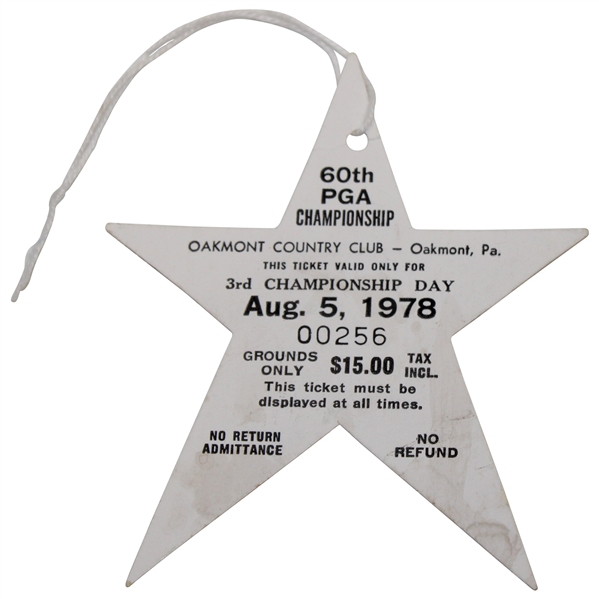 60th
PGA
CHAMPIONSHIP
OAKMONT COUNTRY CLUB — Oakmont, Pa.
THIS TICKET VALID ONLY FOR
3rd CHAMPIONSHIP DAY
Aug. 5, 1978
00256
GROUNDS ONLY $15.00 TAX INCL.
This ticket must be
displayed at all times.
NO RETURN ADMITTANCE
NO REFUND